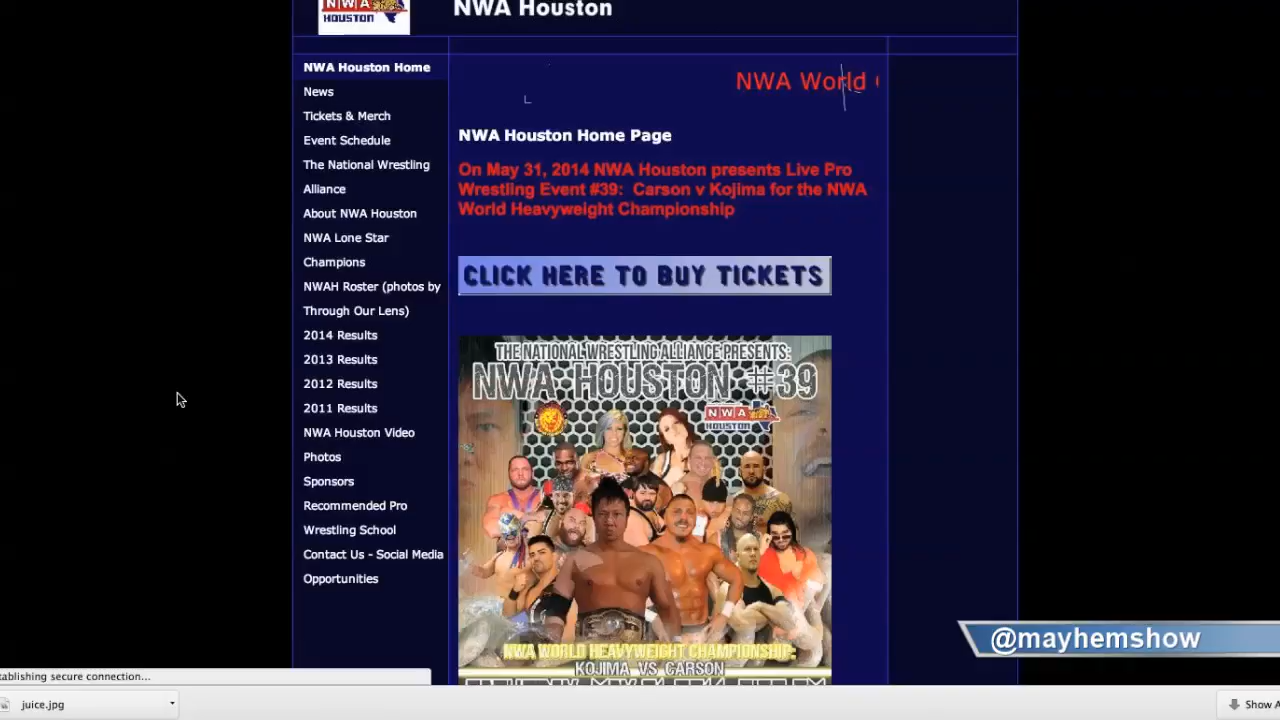 NWA
HOUSTON
NWA Houston
NWA Houston Home
News
Tickets & Merch
Event Schedule
The National Wrestling
Alliance
About NWA Houston
NWA Lone Star
Champions
NWAH Roster (photos by
Through Our Lens)
2014 Results
2013 Results
2012 Results
2011 Results
NWA Houston Video
Photos
Sponsors
Recommended Pro
Wrestling School
Contact Us - Social Media
Opportunities
NWA World
NWA Houston Home Page
On May 31, 2014 NWA Houston presents Live Pro
Wrestling Event #39: Carson v Kojima for the NWA
World Heavyweight Championship
CLICK HERE TO BUY TICKETS
THE NATIONAL WRESTLING ALLIANCE PRESENTS:
NWA HOUSTON #39
NWA
HOUSTON
NWA WORLD HEAVYWEIGHT CHAMPIONSHIP:
KOJIMA VS. CARSON
@mayhemshow
tablishing secure connection...
juice.jpg
Show A